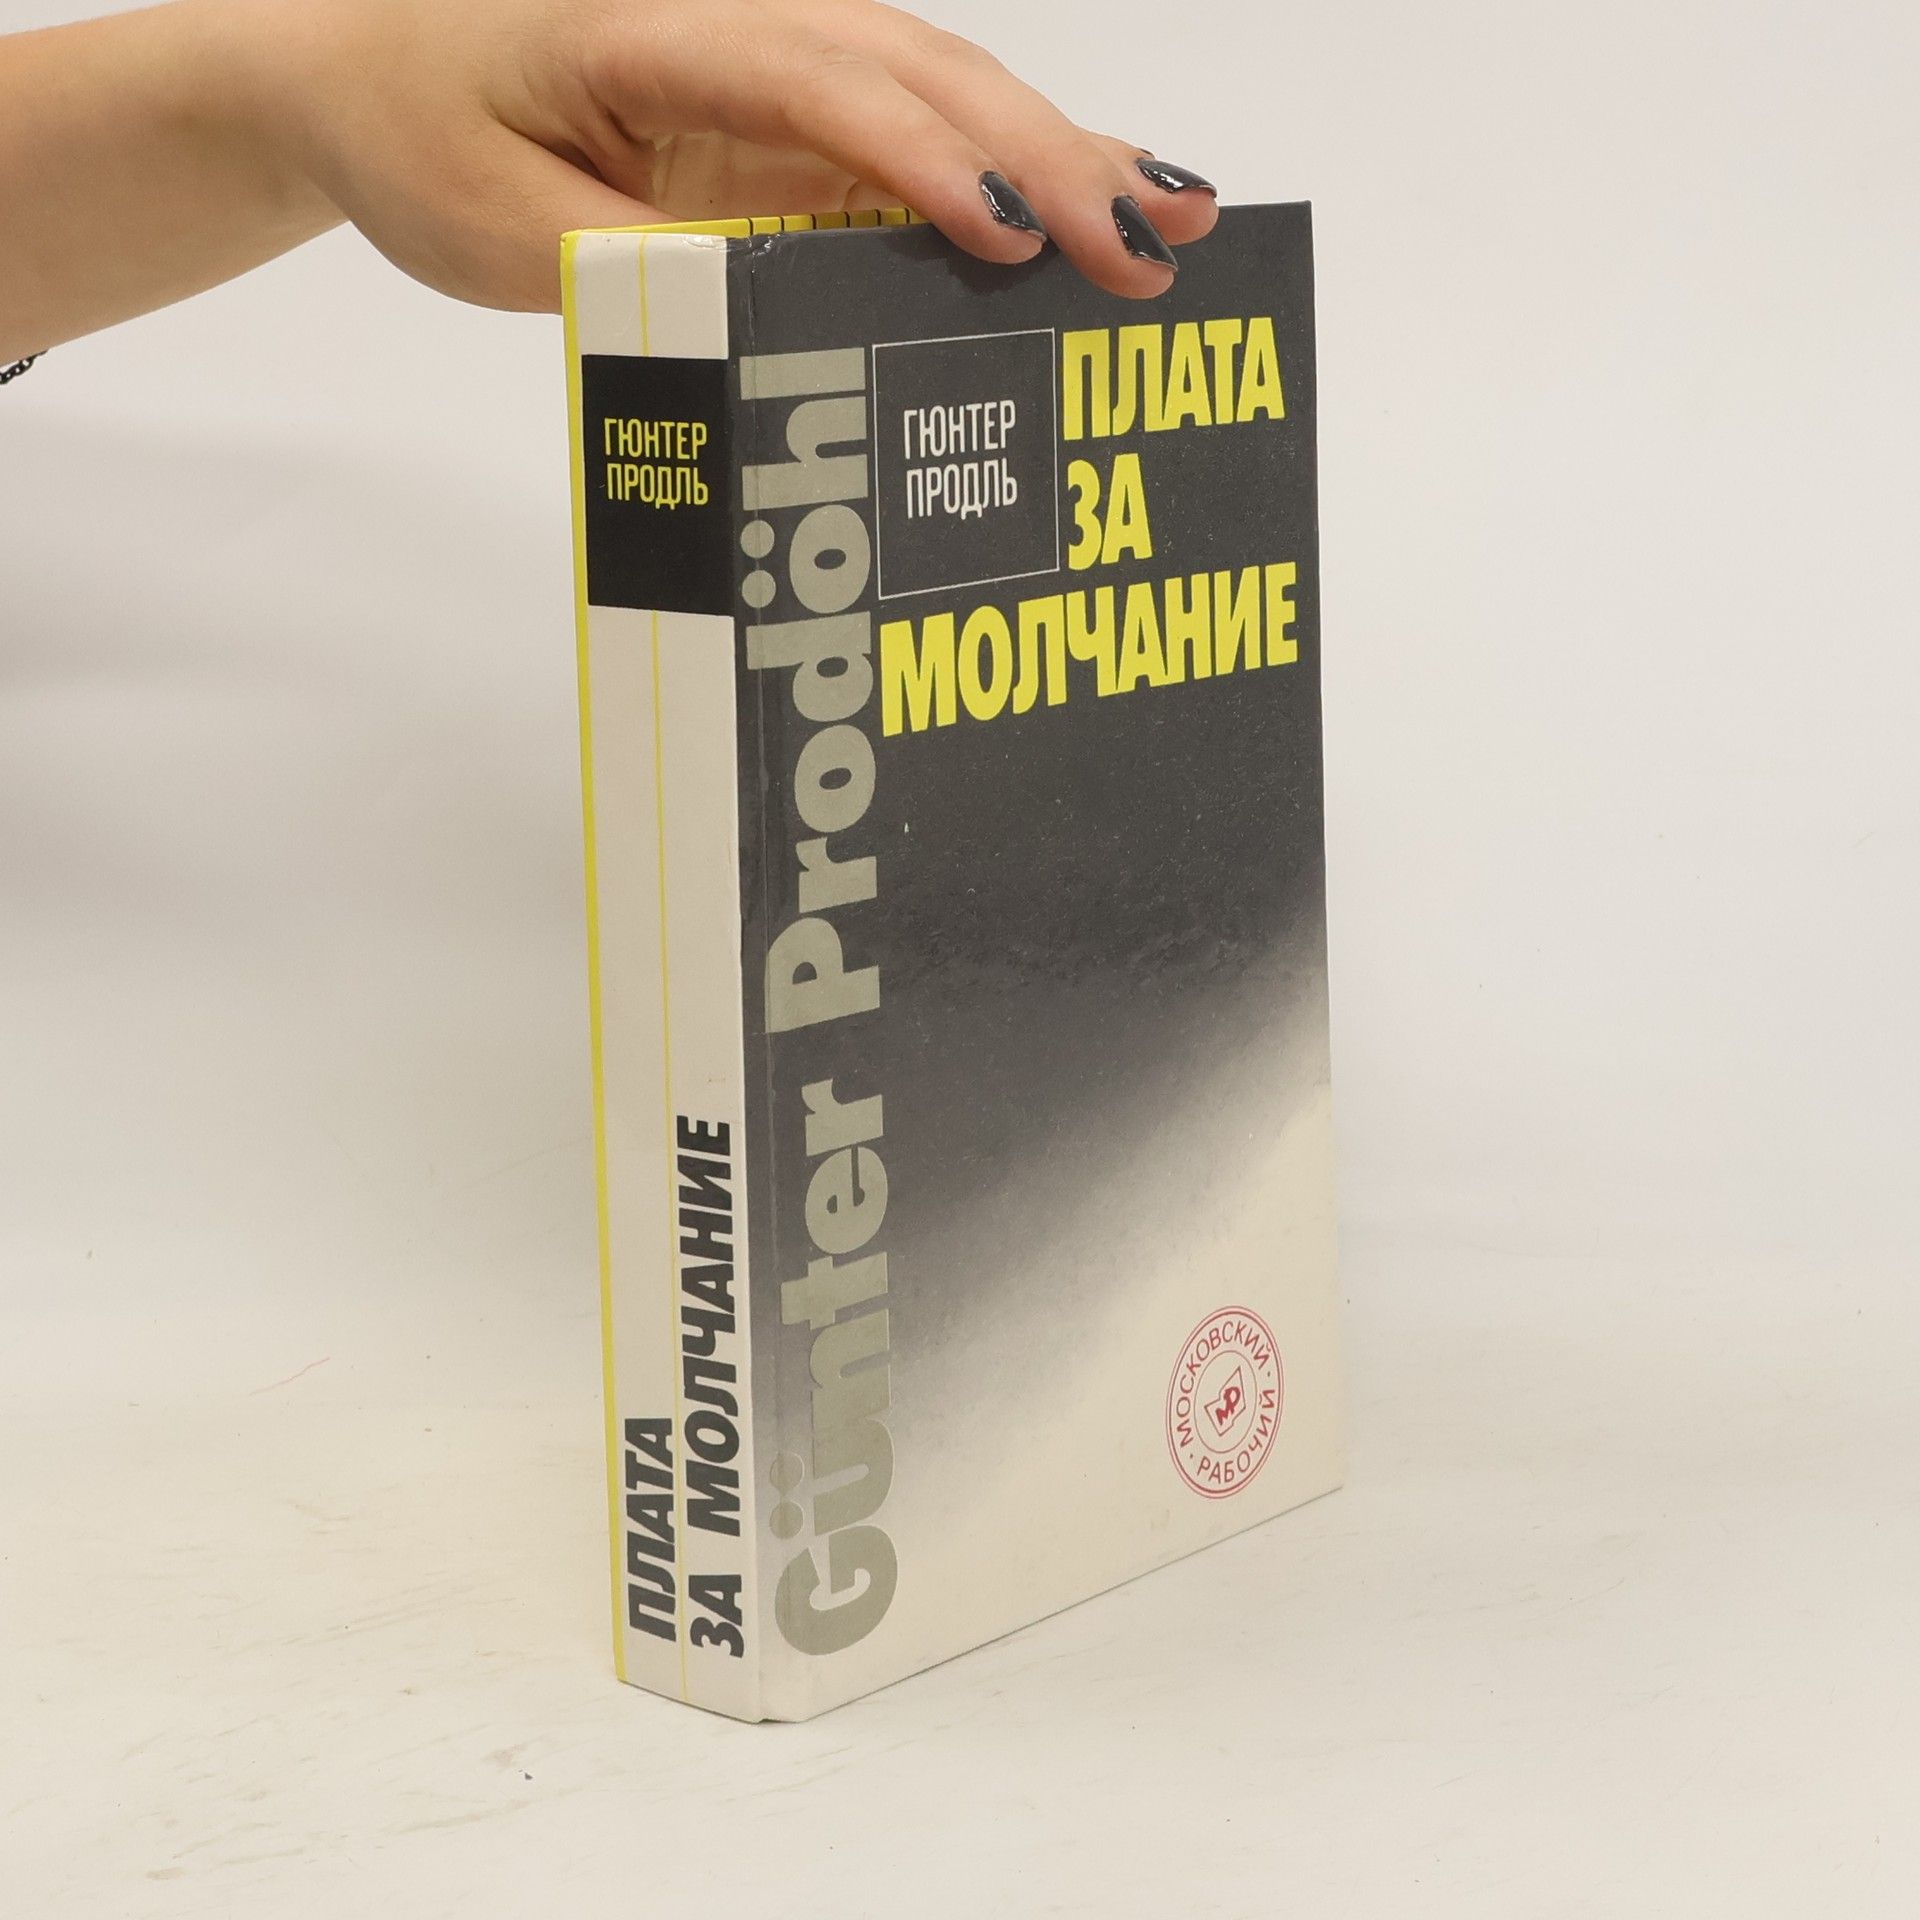 ГЮНТЕР
ПРОДЛЬ
ПЛАТА
ЗА МОЛЧАНИЕ
Günter Prodöhl
ГЮНТЕР
ПРОДЛЬ
ПЛАТА
ЗА
МОЛЧАНИЕ
МОСКОВСКИЙ · РАБОЧИЙ ·
МР